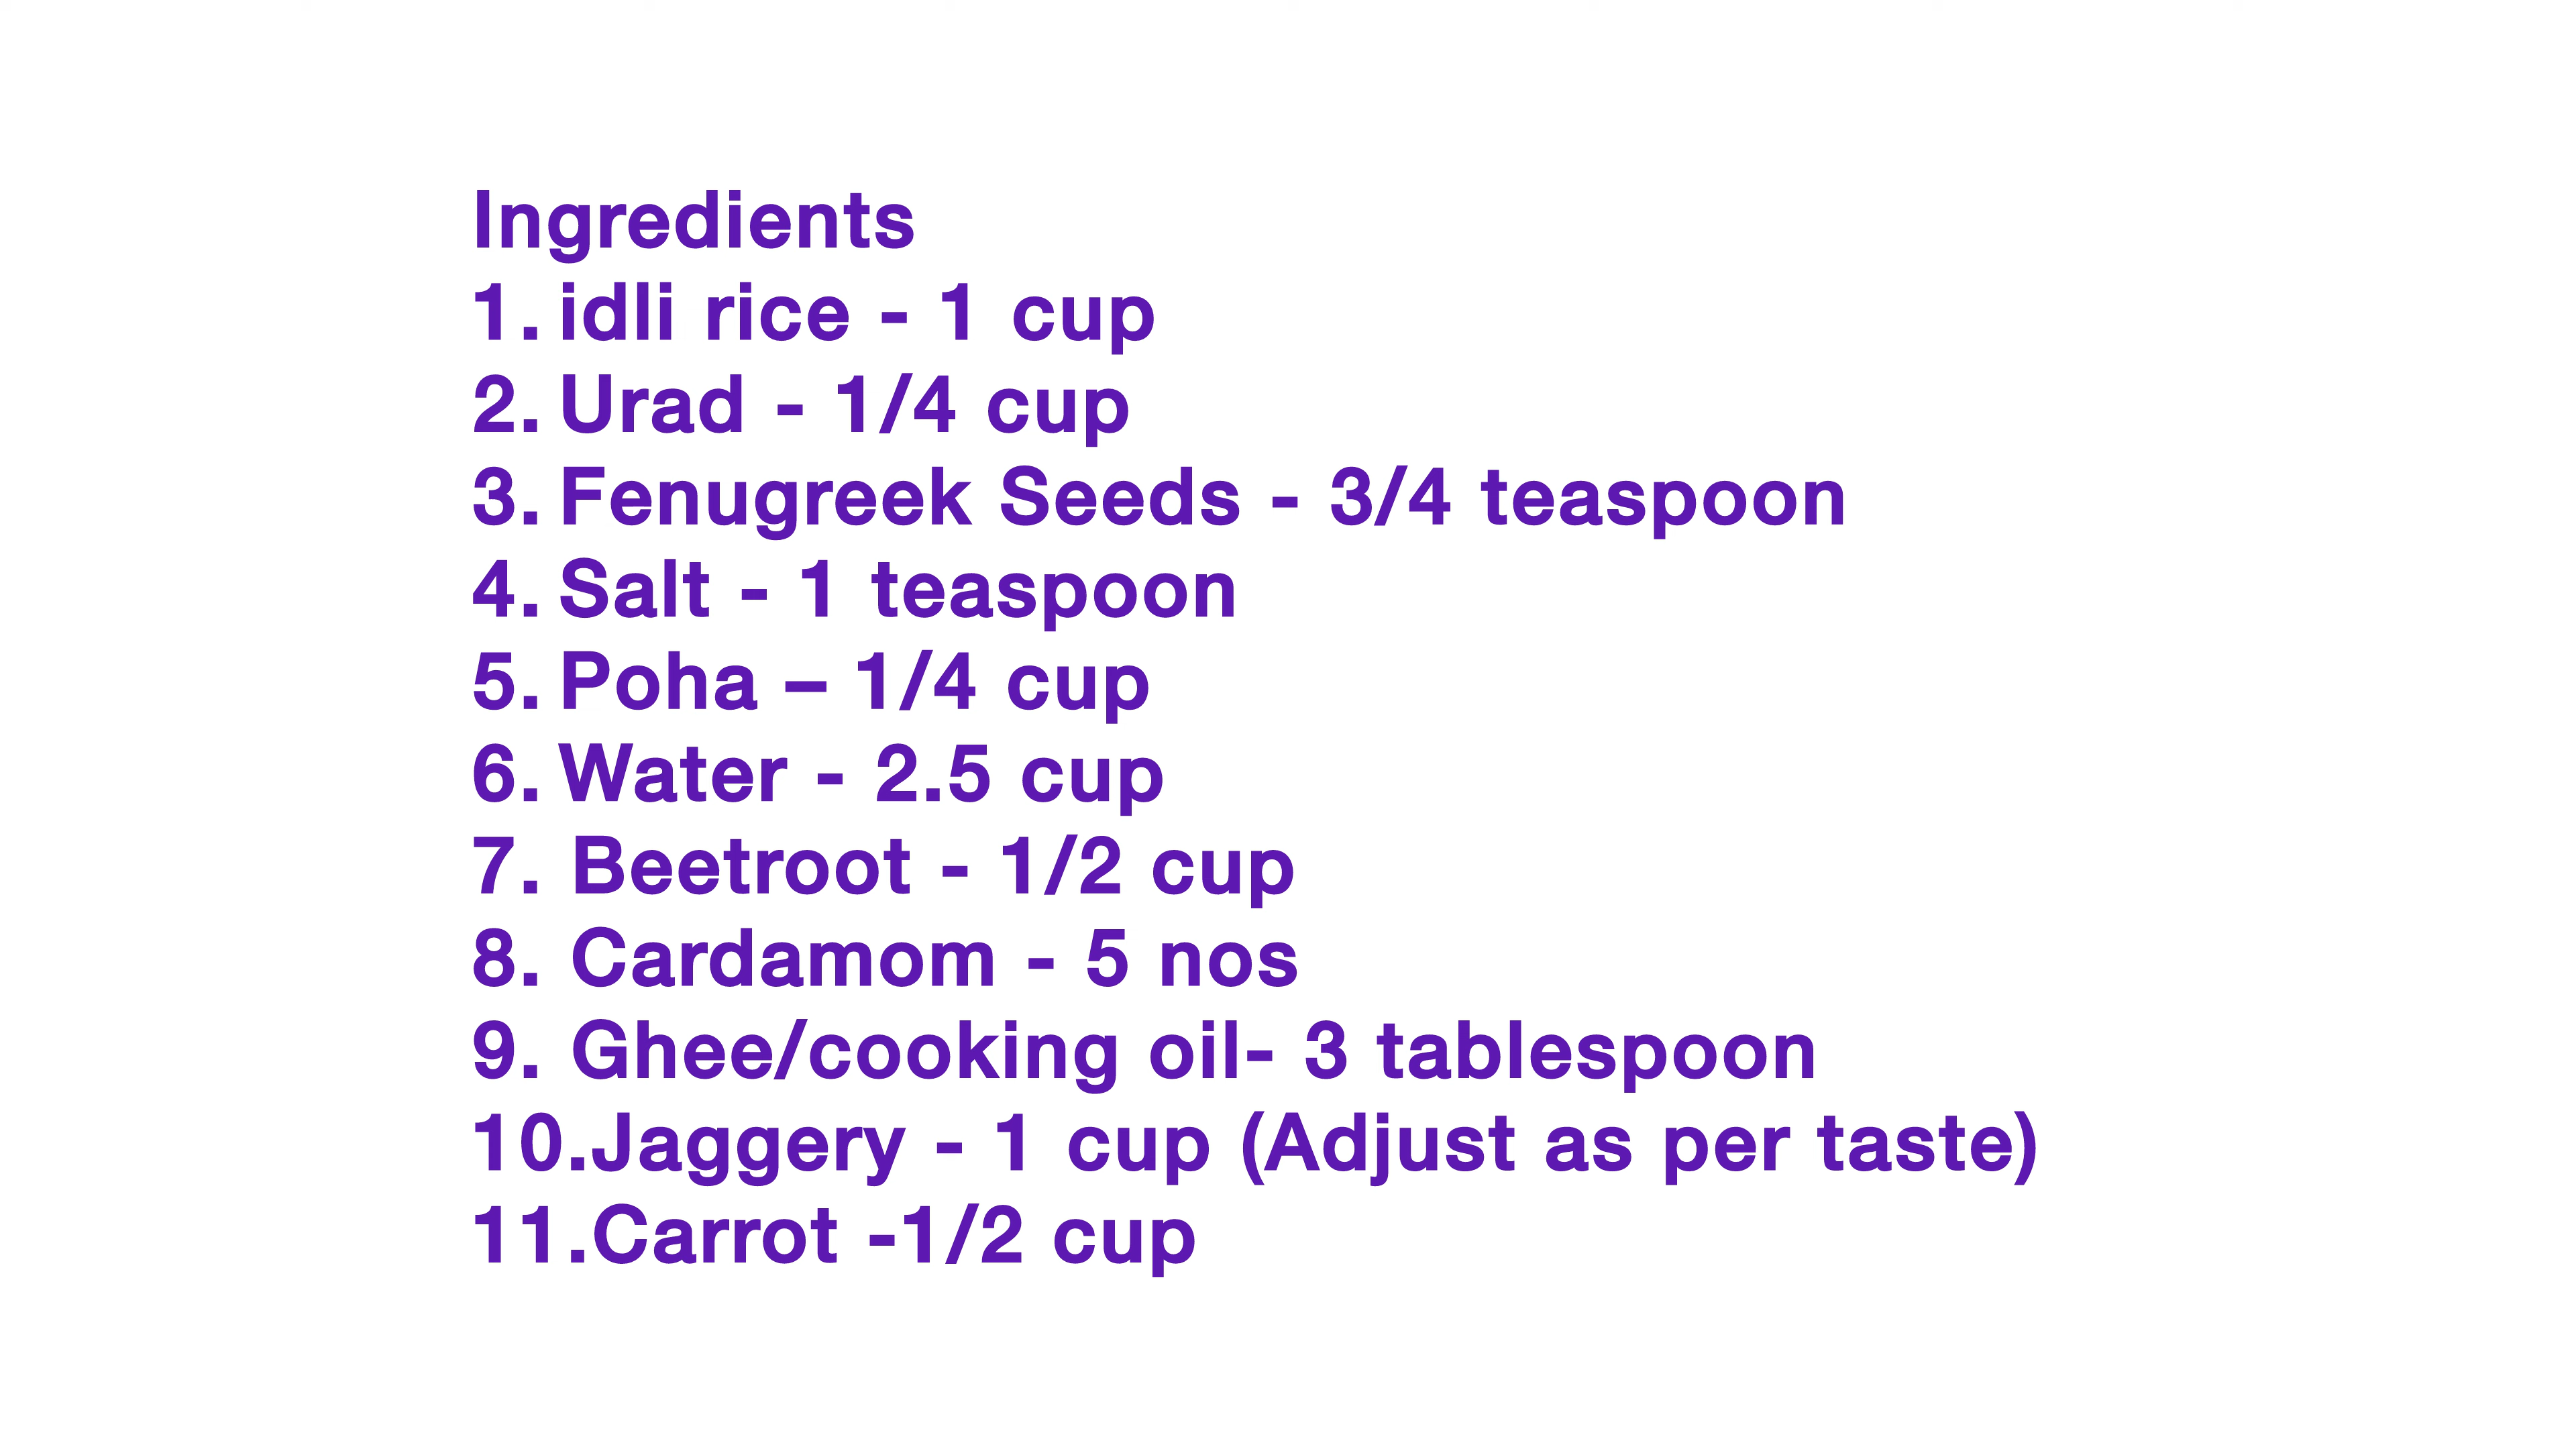 Ingredients
1. idli rice - 1 cup
2. Urad - 1/4 cup
3. Fenugreek Seeds - 3/4 teaspoon
4. Salt - 1 teaspoon
5. Poha – 1/4 cup
6. Water - 2.5 cup
7. Beetroot - 1/2 cup
8. Cardamom - 5 nos
9. Ghee/cooking oil- 3 tablespoon
10.Jaggery - 1 cup (Adjust as per taste)
11.Carrot -1/2 cup